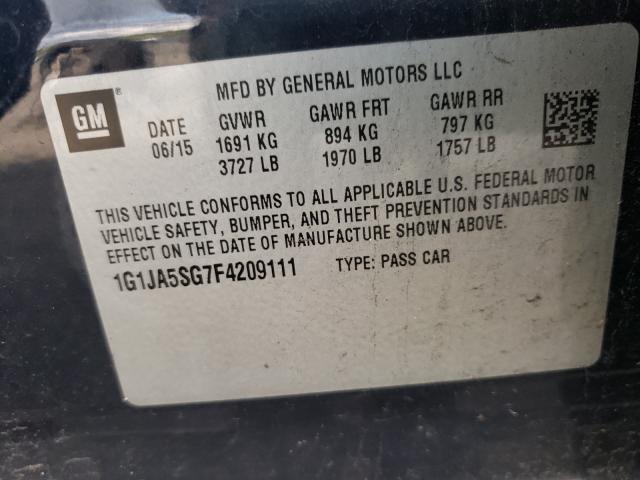 MFD BY GENERAL MOTORS LLC
GM®
DATE GVWR GAWR FRT GAWR RR
06/15 1691 KG 894 KG 797 KG
3727 LB 1970 LB 1757 LB
THIS VEHICLE CONFORMS TO ALL APPLICABLE U.S. FEDERAL MOTOR
VEHICLE SAFETY, BUMPER, AND THEFT PREVENTION STANDARDS IN
EFFECT ON THE DATE OF MANUFACTURE SHOWN ABOVE.
1G1JA5SG7F4209111 TYPE: PASS CAR